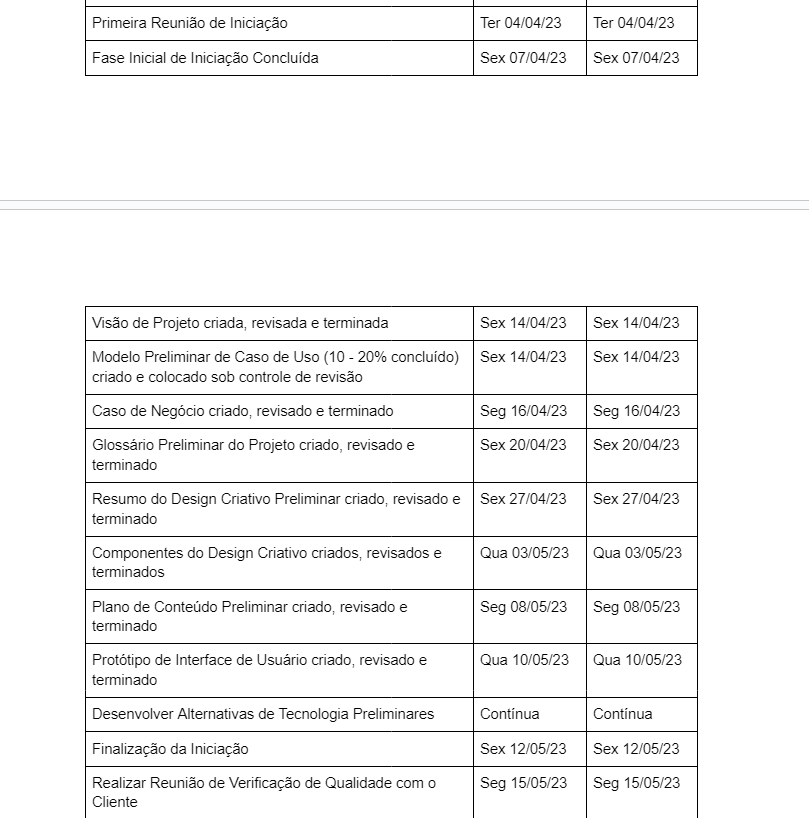 Primeira Reunião de Iniciação Ter 04/04/23 Ter 04/04/23
Fase Inicial de Iniciação Concluída Sex 07/04/23 Sex 07/04/23
Visão de Projeto criada, revisada e terminada Sex 14/04/23 Sex 14/04/23
Modelo Preliminar de Caso de Uso (10 - 20% concluído) Sex 14/04/23 Sex 14/04/23
criado e colocado sob controle de revisão
Caso de Negócio criado, revisado e terminado Seg 16/04/23 Seg 16/04/23
Glossário Preliminar do Projeto criado, revisado e Sex 20/04/23 Sex 20/04/23
terminado
Resumo do Design Criativo Preliminar criado, revisado e Sex 27/04/23 Sex 27/04/23
terminado
Componentes do Design Criativo criados, revisados e Qua 03/05/23 Qua 03/05/23
terminados
Plano de Conteúdo Preliminar criado, revisado e Seg 08/05/23 Seg 08/05/23
terminado
Protótipo de Interface de Usuário criado, revisado e Qua 10/05/23 Qua 10/05/23
terminado
Desenvolver Alternativas de Tecnologia Preliminares Contínua Contínua
Finalização da Iniciação Sex 12/05/23 Sex 12/05/23
Realizar Reunião de Verificação de Qualidade com o Seg 15/05/23 Seg 15/05/23
Cliente